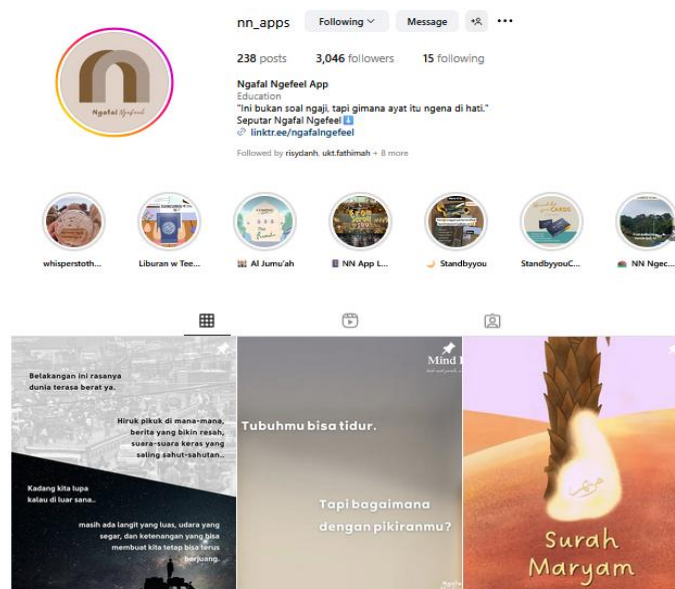 nn_apps
Following
Message
238 posts
3,046 followers
15 following
Ngafal Ngefeel App
Education
"Ini bukan soal ngaji, tapi gimana ayat itu ngena di hati."
Seputar Ngafal Ngefeel
linktr.ee/ngafalngefeel
Followed by risydanh, ukt.fathimah + 8 more
Ngafal Ngefeel
whisperstoth...
Liburan w Tee...
Al Jumu'ah
NN App L...
Standbyyou
StandbyyouC...
NN Ngec...
Belakangan ini rasanya
dunia terasa berat ya.
Hiruk pikuk di mana-mana,
berita yang bikin resah,
suara-suara keras yang
saling sahut-sahutan..
Kadang kita lupa
kalau di luar sana..
masih ada langit yang luas, udara yang
segar, dan ketenangan yang bisa
membuat kita tetap bisa terus
berjuang.
Mind
Tubuhmu bisa tidur.
Tapi bagaimana
dengan pikiranmu?
مريم
Surah
Maryam